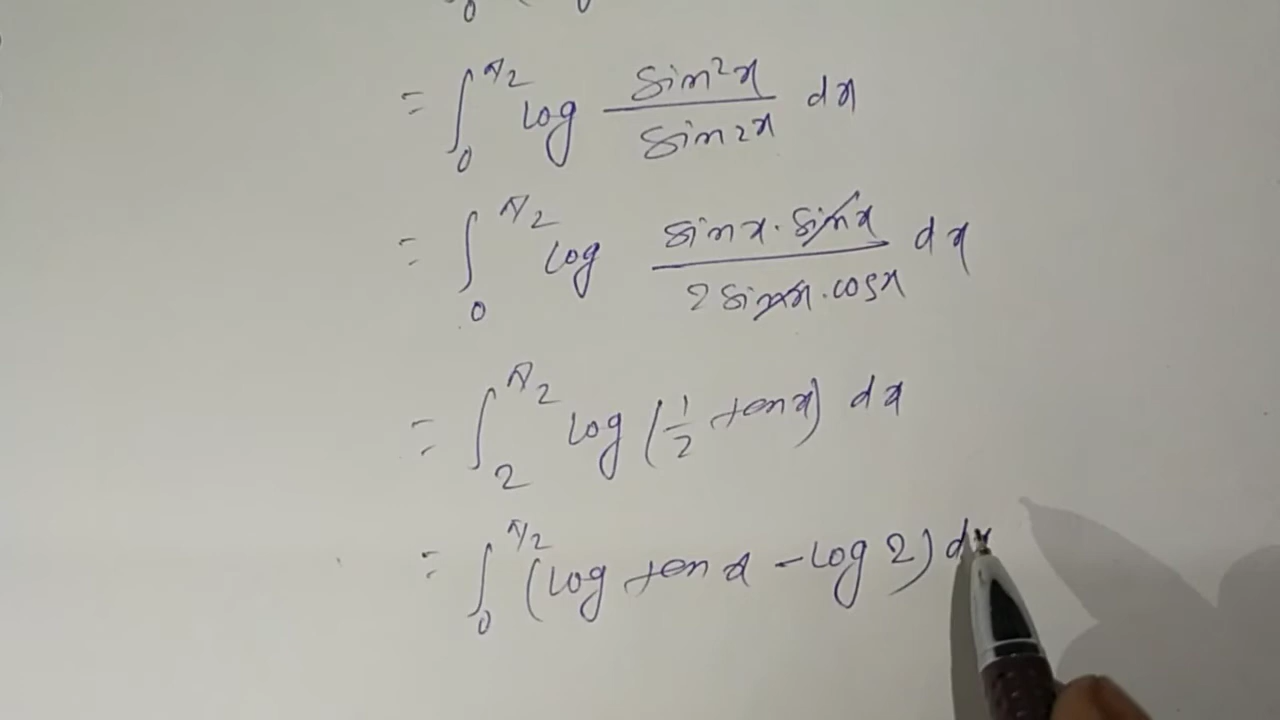 = ∫₀^π/2 log sin²x / sin2x dx
= ∫₀^π/2 log sinx · sinx / 2 sinx · cosx dx
= ∫₂^π/2 log (1/2 tanx) dx
= ∫₀^π/2 (log tan x − log 2) dx